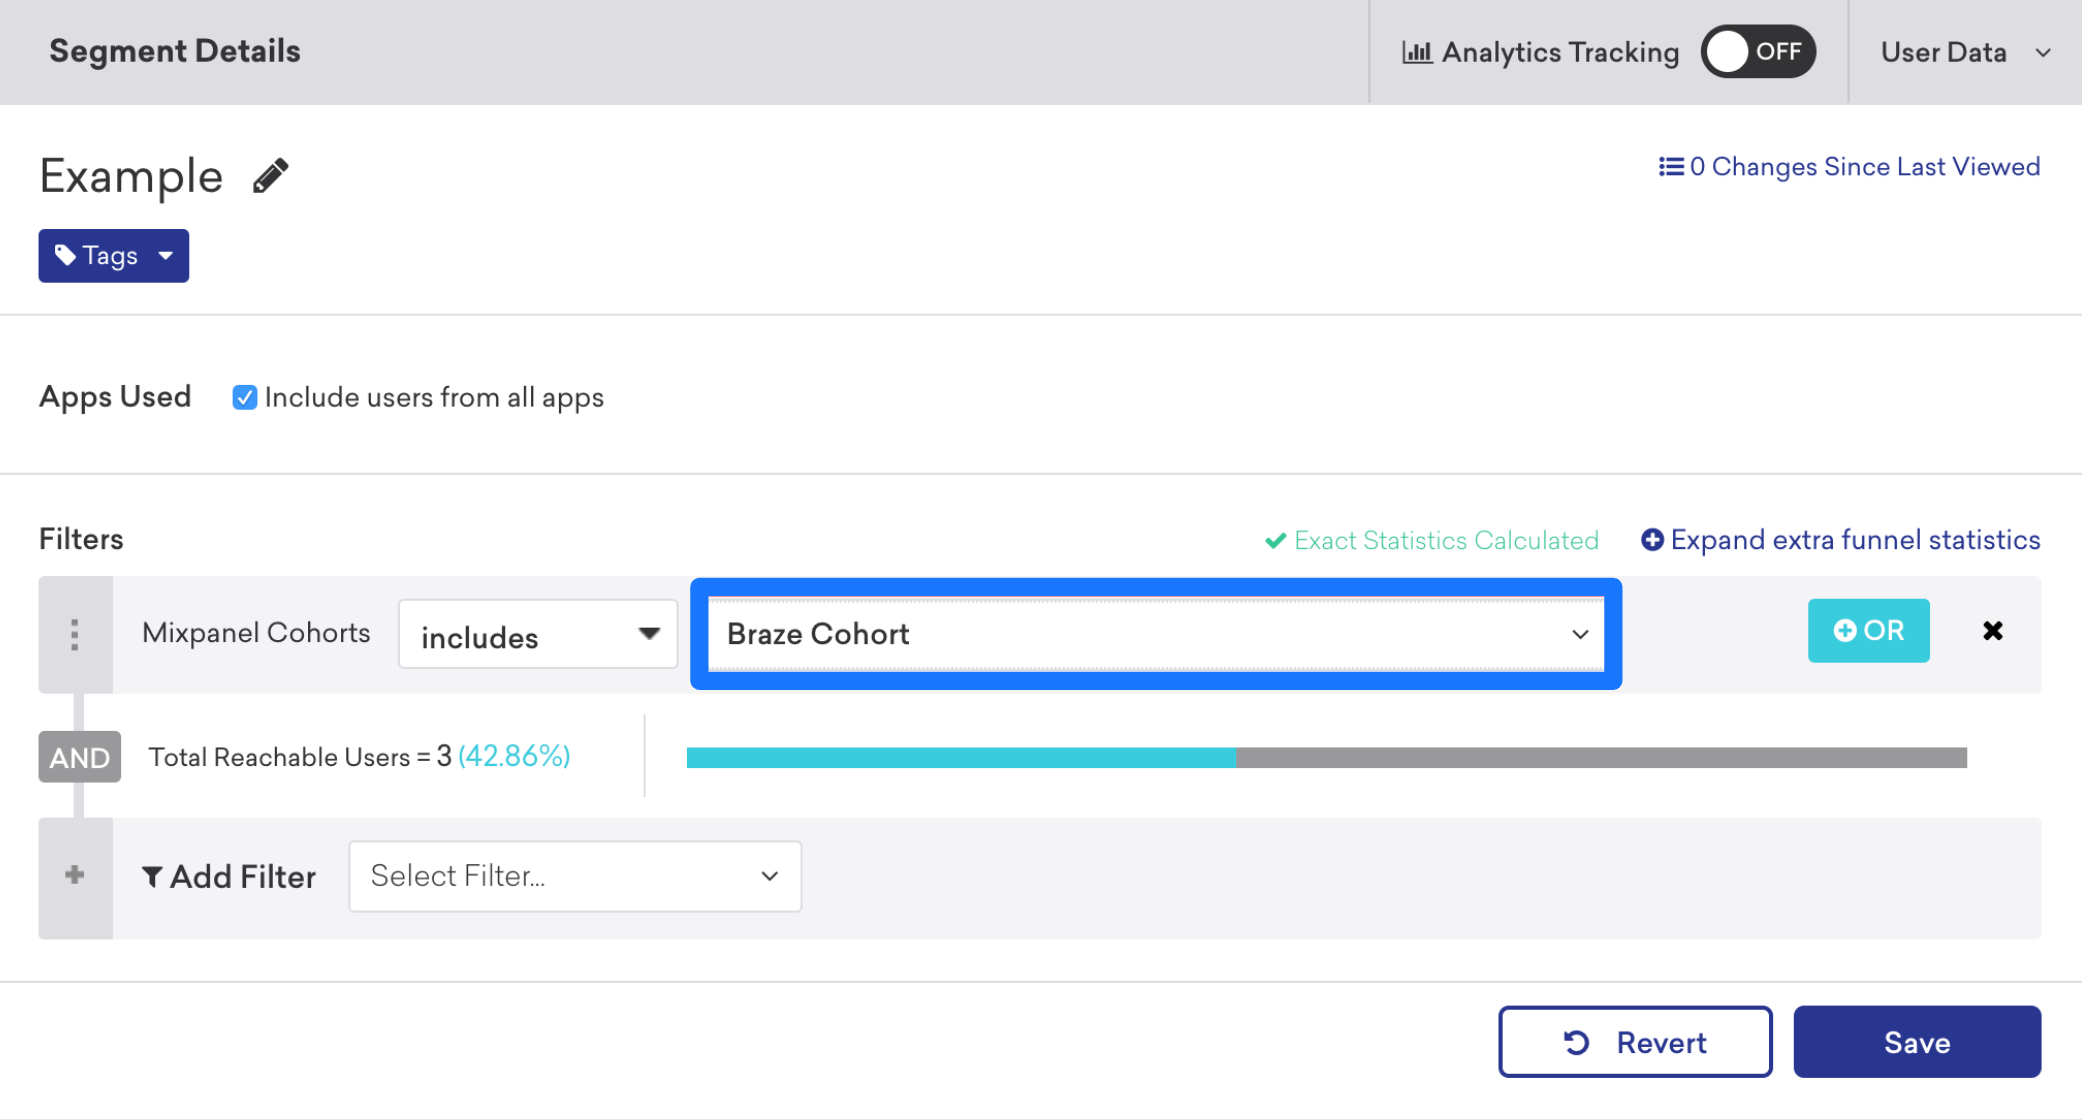 Segment Details
Analytics Tracking OFF
User Data
Example
0 Changes Since Last Viewed
Tags
Apps Used
Include users from all apps
Filters
Exact Statistics Calculated
Expand extra funnel statistics
Mixpanel Cohorts
includes
Braze Cohort
OR
AND
Total Reachable Users = 3 (42.86%)
Add Filter
Select Filter...
Revert
Save